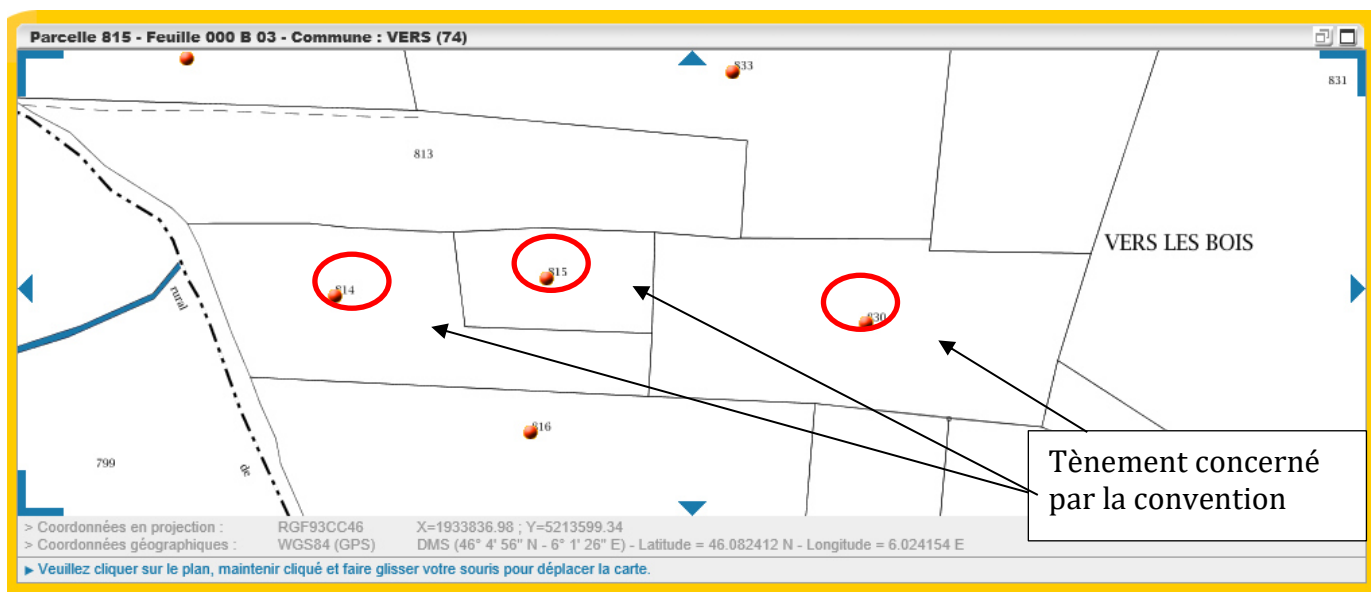 Parcelle 815 - Feuille 000 B 03 - Commune : VERS (74)
833
831
813
VERS LES BOIS
815
814
830
rural
816
799
de
Tènement concerné
par la convention
> Coordonnées en projection : RGF93CC46 X=1933836.98 ; Y=5213599.34
> Coordonnées géographiques : WGS84 (GPS) DMS (46° 4' 56" N - 6° 1' 26" E) - Latitude = 46.082412 N - Longitude = 6.024154 E
► Veuillez cliquer sur le plan, maintenir cliqué et faire glisser votre souris pour déplacer la carte.